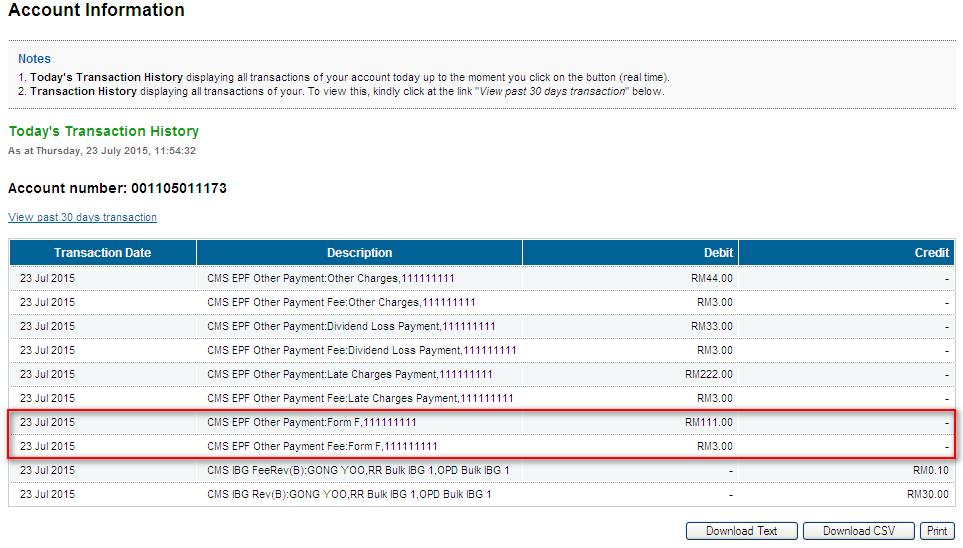 Account Information
Notes
1. Today's Transaction History displaying all transactions of your account today up to the moment you click on the button (real time).
2. Transaction History displaying all transactions of your. To view this, kindly click at the link "View past 30 days transaction" below.
Today's Transaction History
As at Thursday, 23 July 2015, 11:54:32
Account number: 001105011173
View past 30 days transaction
Transaction Date Description Debit Credit
23 Jul 2015 CMS EPF Other Payment:Other Charges,111111111 RM44.00 -
23 Jul 2015 CMS EPF Other Payment Fee:Other Charges,111111111 RM3.00 -
23 Jul 2015 CMS EPF Other Payment:Dividend Loss Payment,111111111 RM33.00 -
23 Jul 2015 CMS EPF Other Payment Fee:Dividend Loss Payment,111111111 RM3.00 -
23 Jul 2015 CMS EPF Other Payment:Late Charges Payment,111111111 RM222.00 -
23 Jul 2015 CMS EPF Other Payment Fee:Late Charges Payment,111111111 RM3.00 -
23 Jul 2015 CMS EPF Other Payment:Form F,111111111 RM111.00 -
23 Jul 2015 CMS EPF Other Payment Fee:Form F,111111111 RM3.00 -
23 Jul 2015 CMS IBG FeeRev(B):GONG YOO,RR Bulk IBG 1,OPD Bulk IBG 1 - RM0.10
23 Jul 2015 CMS IBG Rev(B):GONG YOO,RR Bulk IBG 1,OPD Bulk IBG 1 - RM30.00
Download Text Download CSV Print